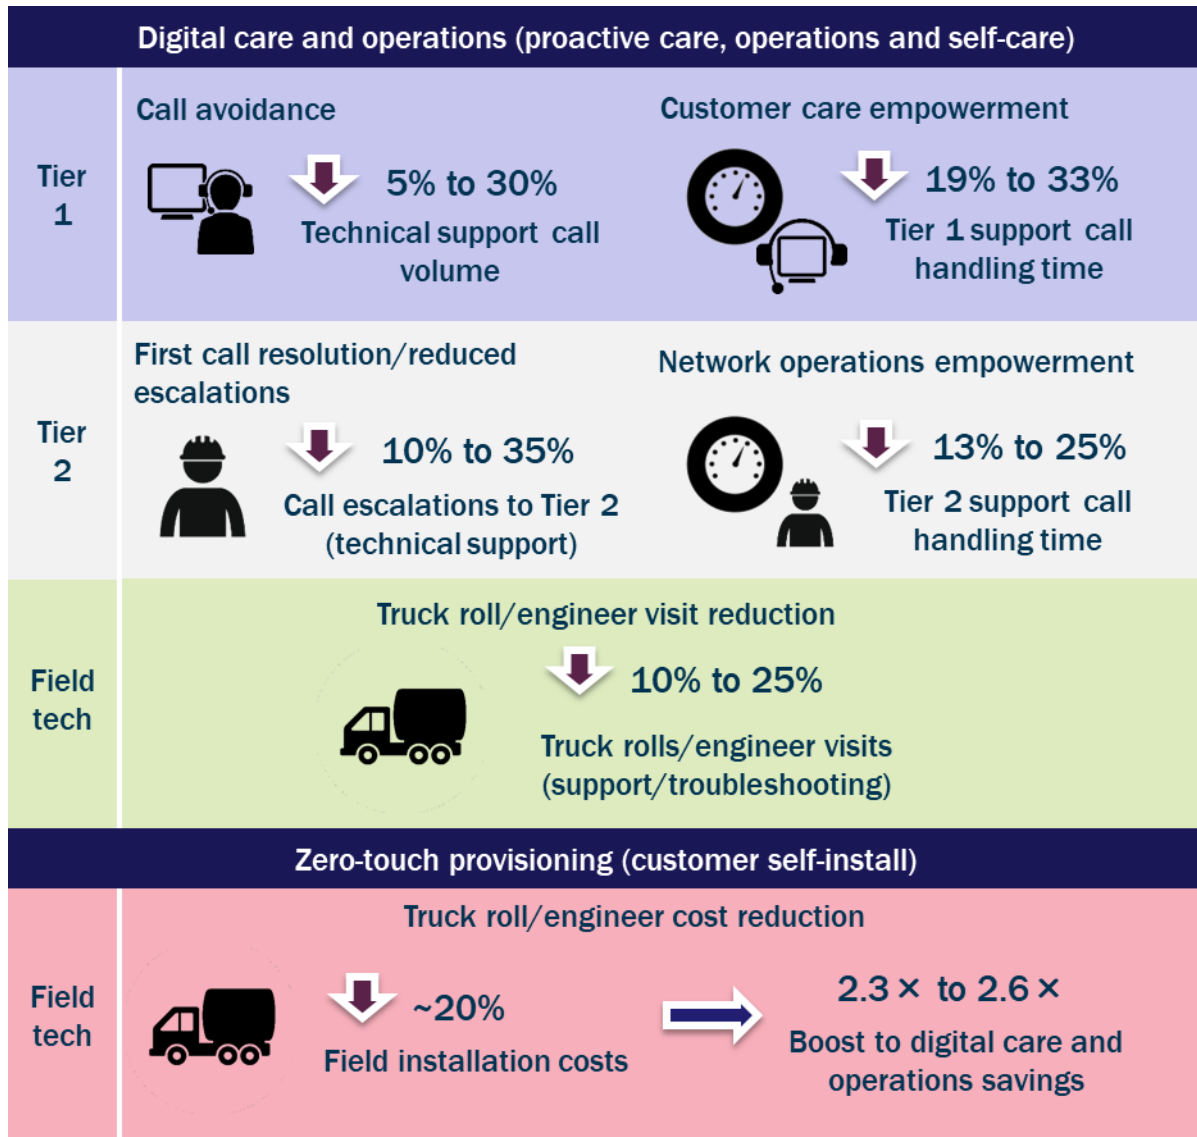 Digital care and operations (proactive care, operations and self-care)
Tier
1
Call avoidance
5% to 30%
Technical support call
volume
Customer care empowerment
19% to 33%
Tier 1 support call
handling time
Tier
2
First call resolution/reduced
escalations
10% to 35%
Call escalations to Tier 2
(technical support)
Network operations empowerment
13% to 25%
Tier 2 support call
handling time
Field
tech
Truck roll/engineer visit reduction
10% to 25%
Truck rolls/engineer visits
(support/troubleshooting)
Zero-touch provisioning (customer self-install)
Field
tech
Truck roll/engineer cost reduction
~20%
Field installation costs
2.3 × to 2.6 ×
Boost to digital care and
operations savings